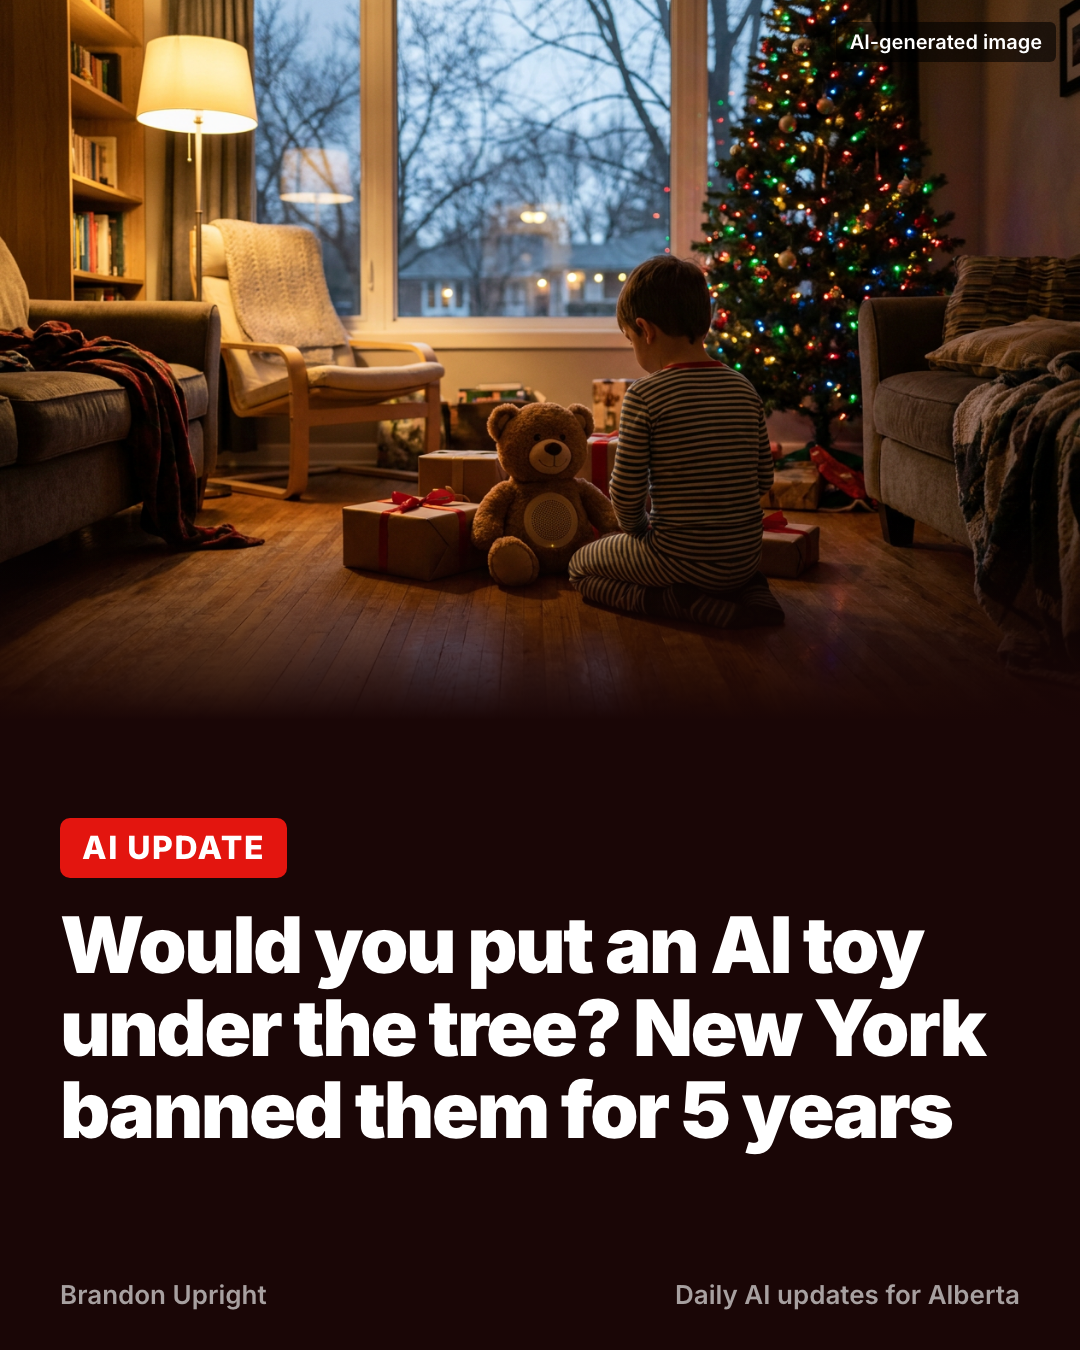 AI-generated image
AI UPDATE
Would you put an AI toy
under the tree? New York
banned them for 5 years
Brandon Upright
Daily AI updates for Alberta